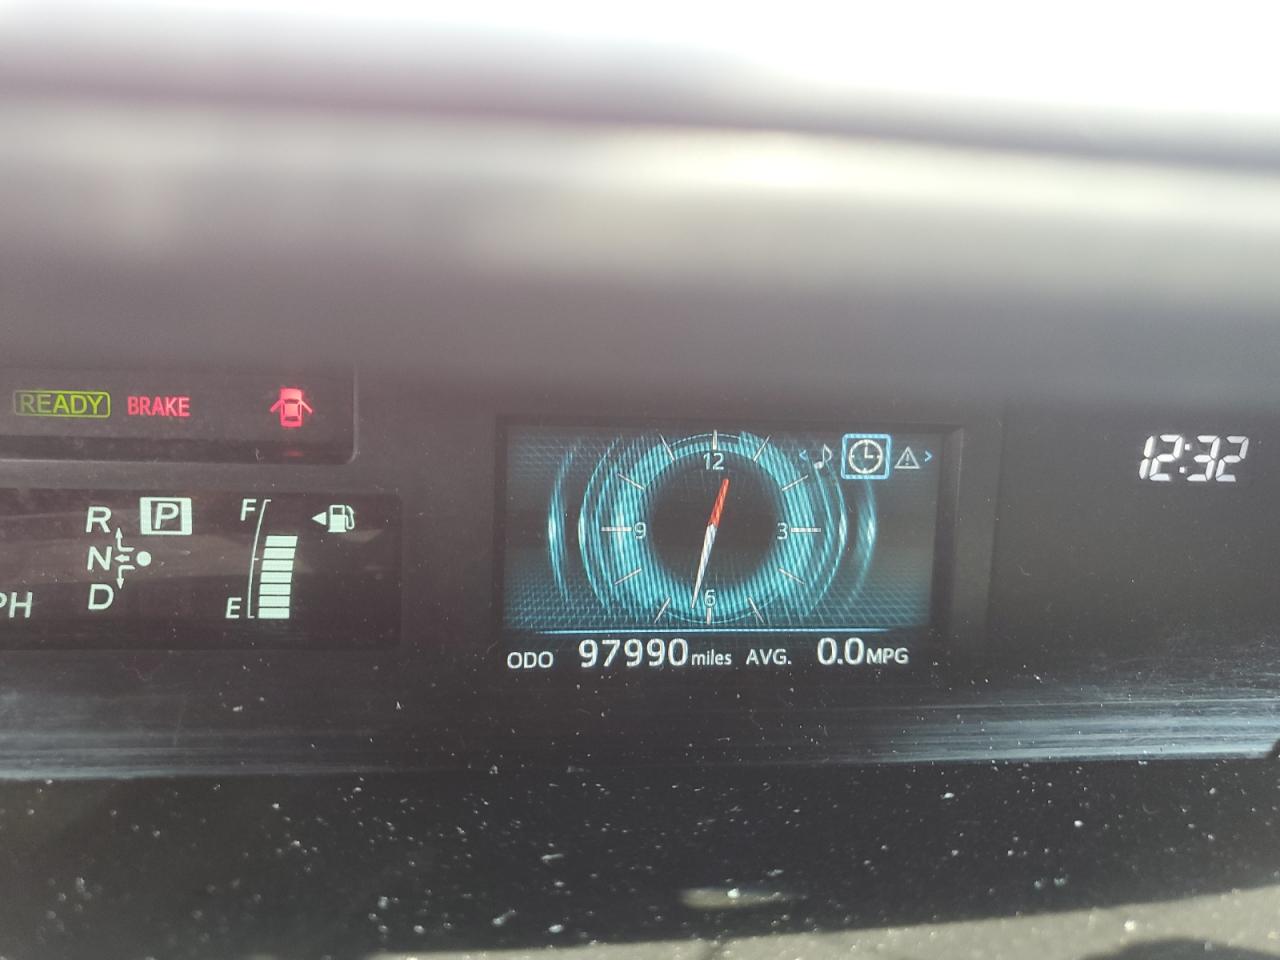 READY BRAKE
12:32
R P
N
D
PH
F
E
12
9 3
6
ODO 97990 miles AVG. 0.0 MPG